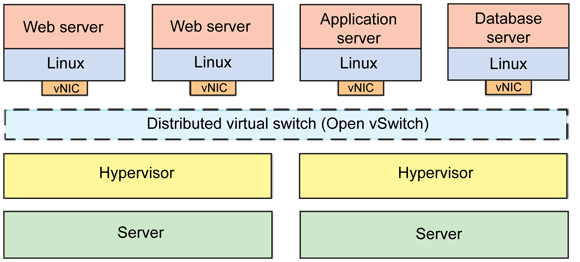 Web server
Web server
Application
server
Database
server
Linux
Linux
Linux
Linux
vNIC
vNIC
vNIC
vNIC
Distributed virtual switch (Open vSwitch)
Hypervisor
Hypervisor
Server
Server